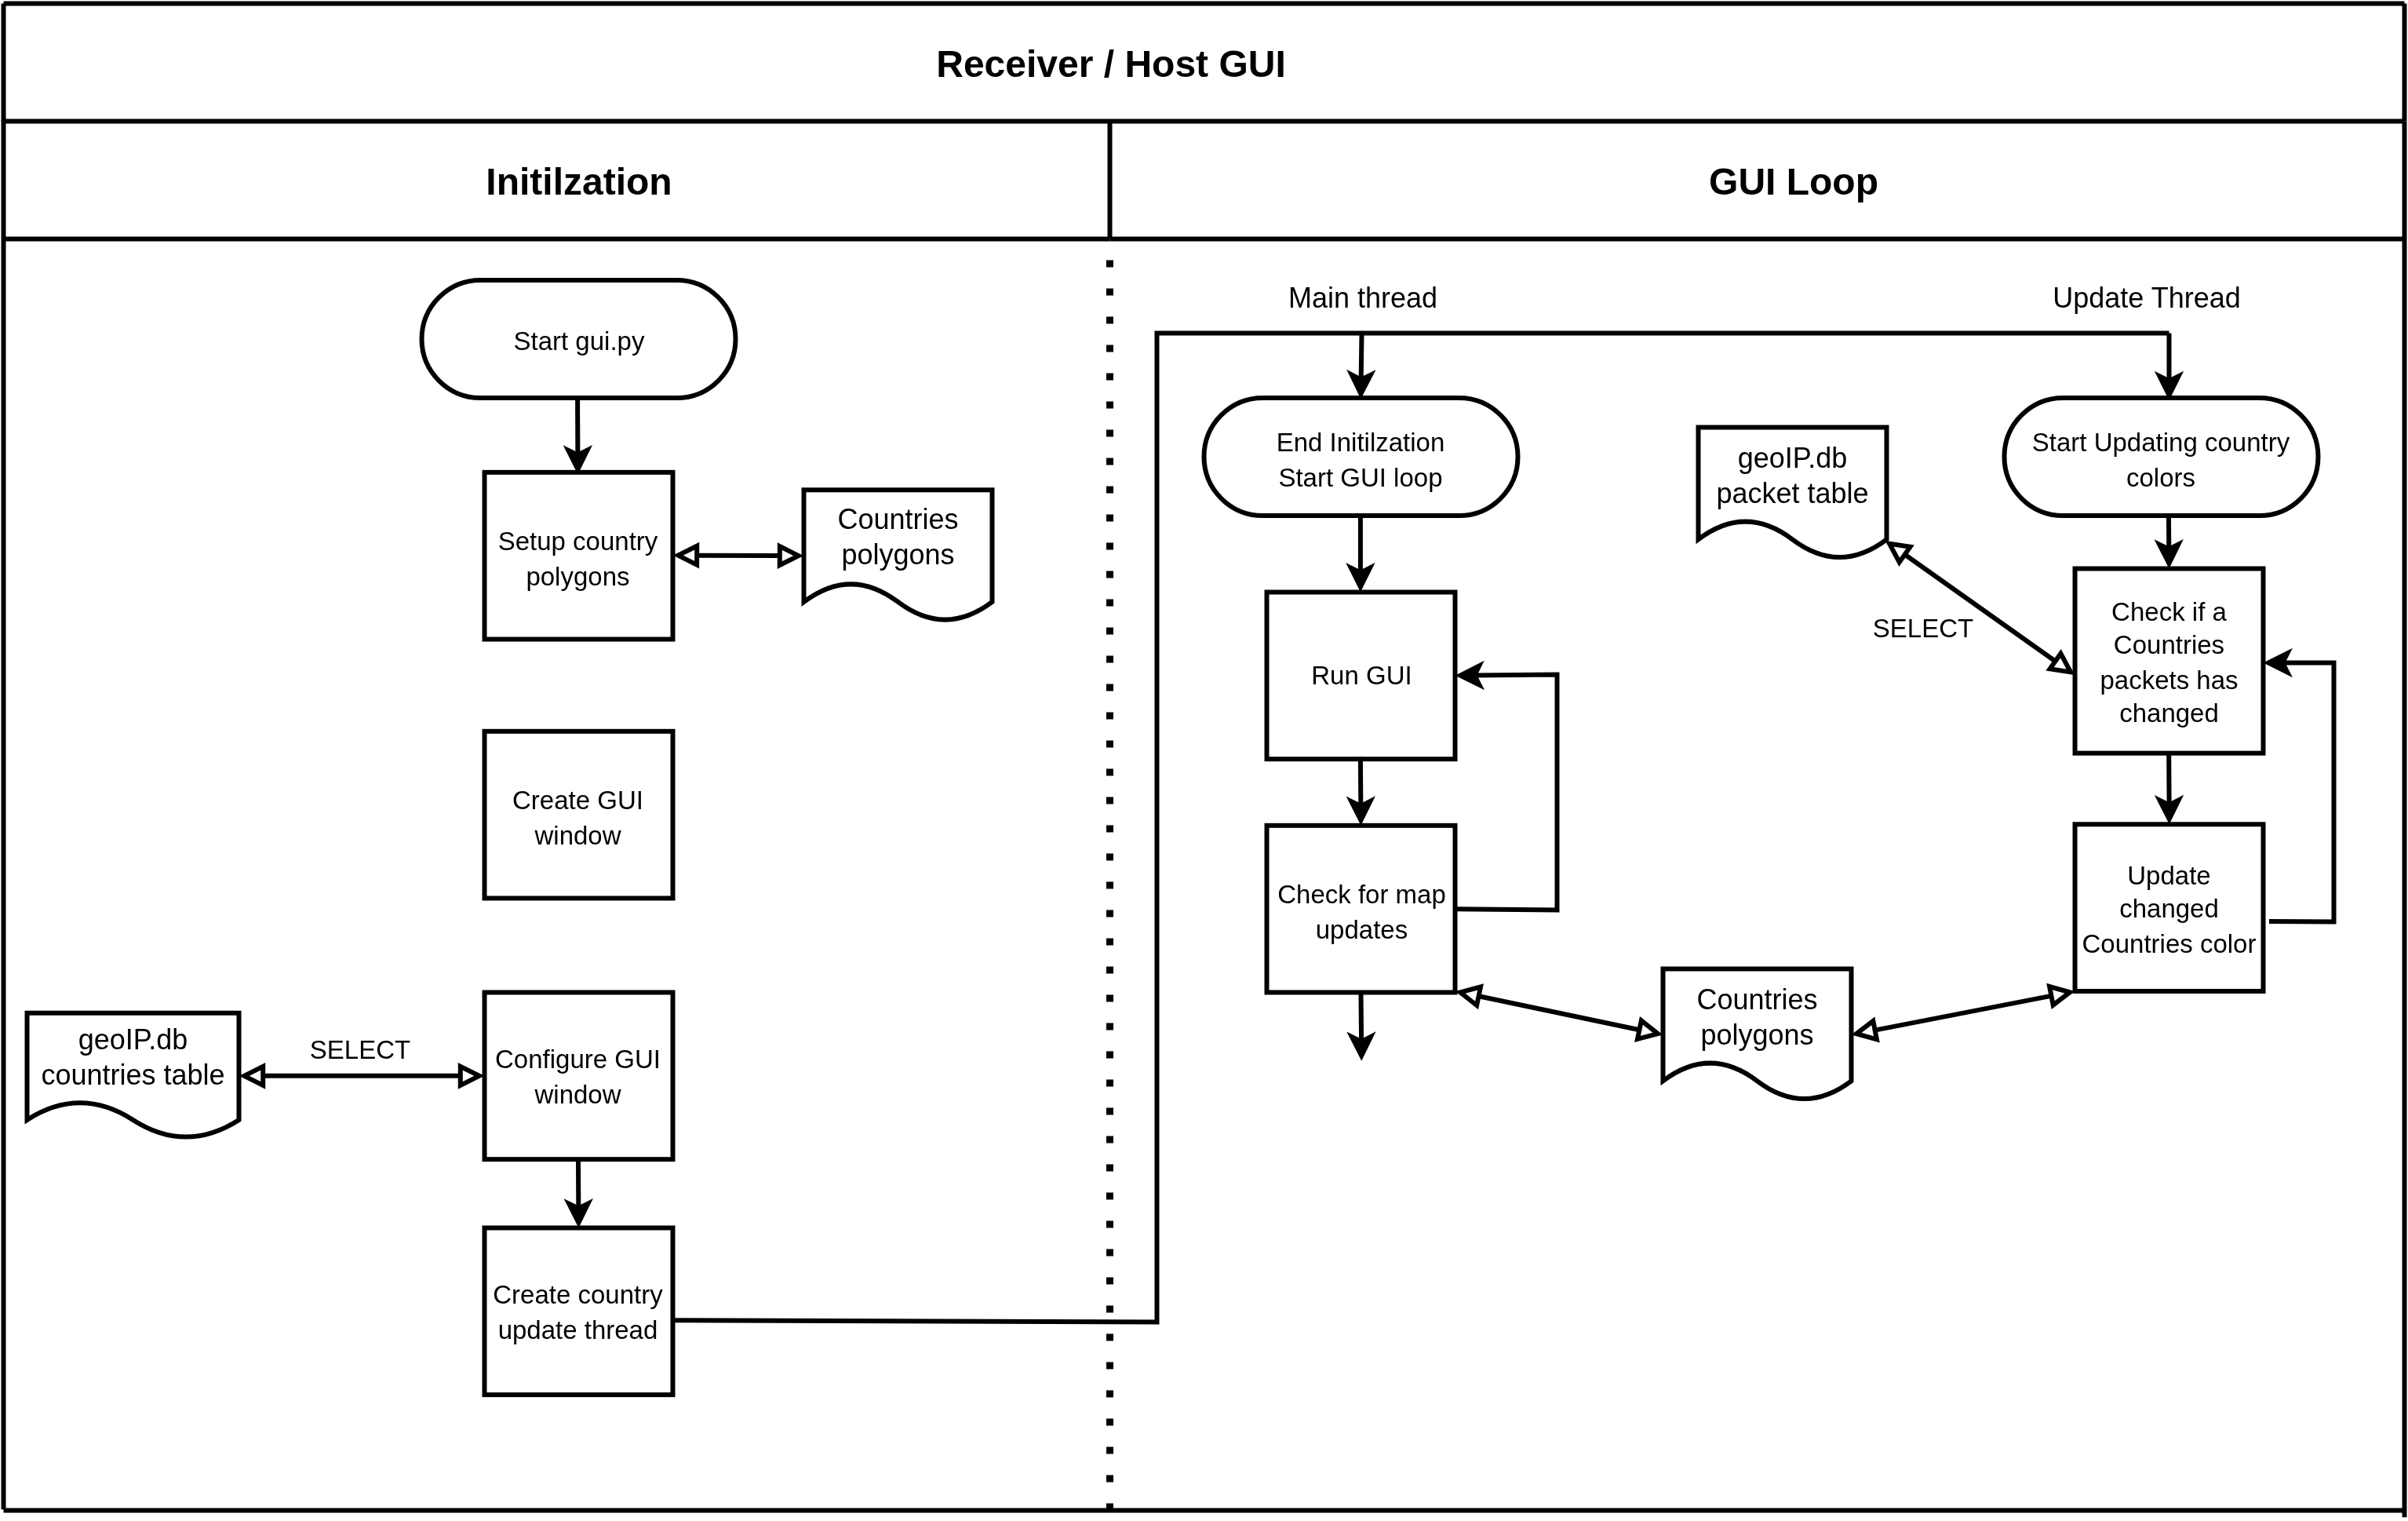 Receiver / Host GUI
Initilzation
GUI Loop
Start gui.py
Setup country
polygons
Countries
polygons
Create GUI
window
geoIP.db
countries table
SELECT
Configure GUI
window
Create country
update thread
Main thread
Update Thread
End Initilzation
Start GUI loop
Run GUI
Check for map
updates
geoIP.db
packet table
SELECT
Start Updating country
colors
Check if a
Countries
packets has
changed
Update
changed
Countries color
Countries
polygons